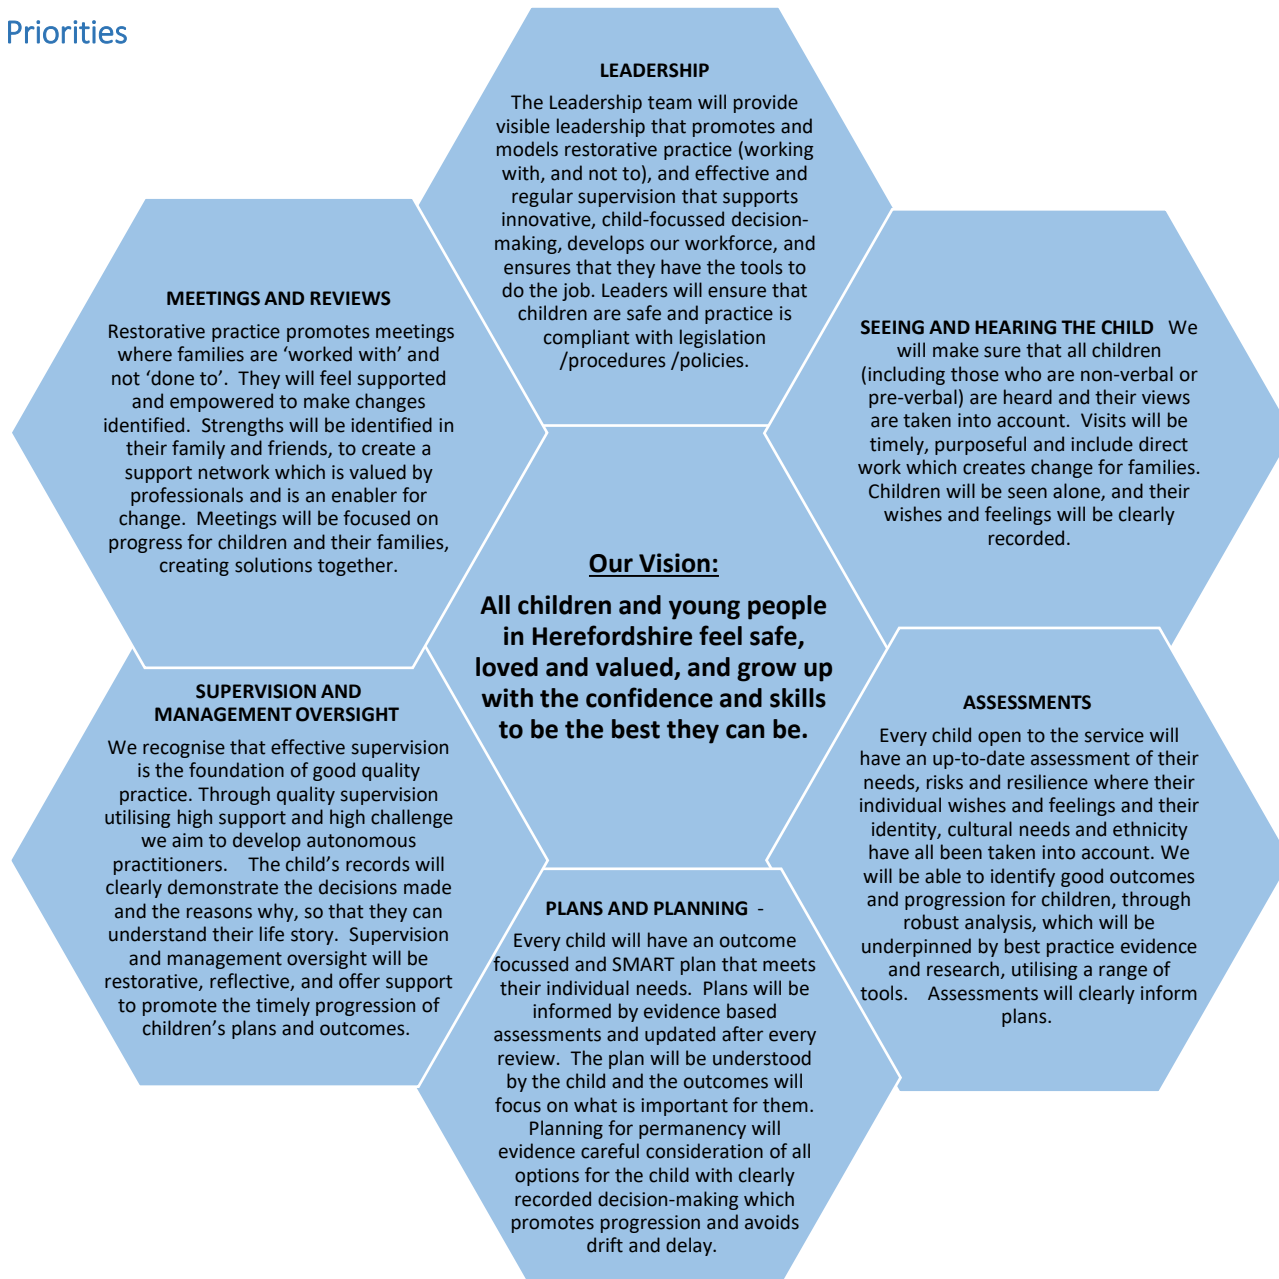 Priorities
LEADERSHIP
The Leadership team will provide
visible leadership that promotes and
models restorative practice (working
with, and not to), and effective and
regular supervision that supports
innovative, child-focussed decision-
making, develops our workforce, and
ensures that they have the tools to
do the job. Leaders will ensure that
children are safe and practice is
compliant with legislation
/procedures /policies.
MEETINGS AND REVIEWS
Restorative practice promotes meetings
where families are ‘worked with’ and
not ‘done to’.  They will feel supported
and empowered to make changes
identified.  Strengths will be identified in
their family and friends, to create a
support network which is valued by
professionals and is an enabler for
change.  Meetings will be focused on
progress for children and their families,
creating solutions together.
SEEING AND HEARING THE CHILD   We
will make sure that all children
(including those who are non-verbal or
pre-verbal) are heard and their views
are taken into account.  Visits will be
timely, purposeful and include direct
work which creates change for families.
Children will be seen alone, and their
wishes and feelings will be clearly
recorded.
Our Vision:
All children and young people
in Herefordshire feel safe,
loved and valued, and grow up
with the confidence and skills
to be the best they can be.
SUPERVISION AND
MANAGEMENT OVERSIGHT
We recognise that effective supervision
is the foundation of good quality
practice. Through quality supervision
utilising high support and high challenge
we aim to develop autonomous
practitioners.    The child’s records will
clearly demonstrate the decisions made
and the reasons why, so that they can
understand their life story.  Supervision
and management oversight will be
restorative, reflective, and offer support
to promote the timely progression of
children’s plans and outcomes.
ASSESSMENTS
Every child open to the service will
have an up-to-date assessment of their
needs, risks and resilience where their
individual wishes and feelings and their
identity, cultural needs and ethnicity
have all been taken into account. We
will be able to identify good outcomes
and progression for children, through
robust analysis, which will be
underpinned by best practice evidence
and research, utilising a range of
tools.    Assessments will clearly inform
plans.
PLANS AND PLANNING  -
Every child will have an outcome
focussed and SMART plan that meets
their individual needs.  Plans will be
informed by evidence based
assessments and updated after every
review.  The plan will be understood
by the child and the outcomes will
focus on what is important for them.
Planning for permanency will
evidence careful consideration of all
options for the child with clearly
recorded decision-making which
promotes progression and avoids
drift and delay.